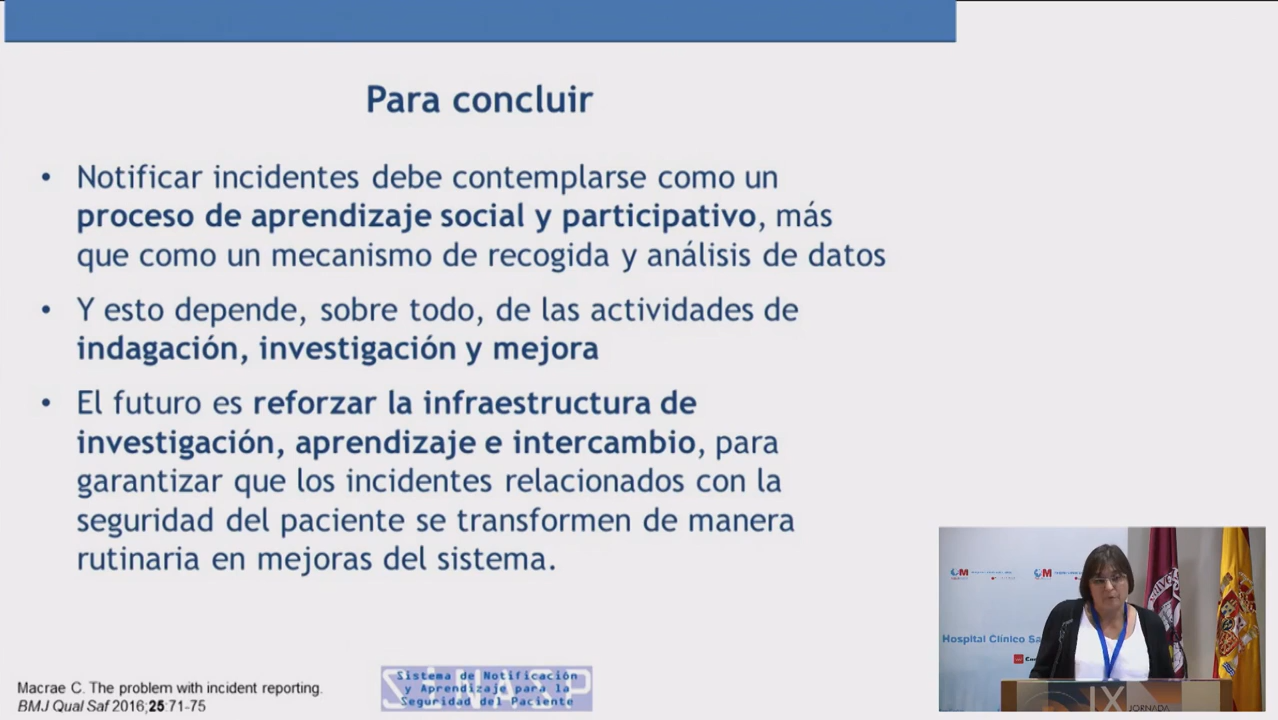 Para concluir
• Notificar incidentes debe contemplarse como un
proceso de aprendizaje social y participativo, más
que como un mecanismo de recogida y análisis de datos
• Y esto depende, sobre todo, de las actividades de
indagación, investigación y mejora
• El futuro es reforzar la infraestructura de
investigación, aprendizaje e intercambio, para
garantizar que los incidentes relacionados con la
seguridad del paciente se transformen de manera
rutinaria en mejoras del sistema.
Macrae C. The problem with incident reporting.
BMJ Qual Saf 2016;25:71-75
SiNASP
Sistema de Notificación
y Aprendizaje para la
Seguridad del Paciente
Hospital Clínico Sa
IX
JORNADA